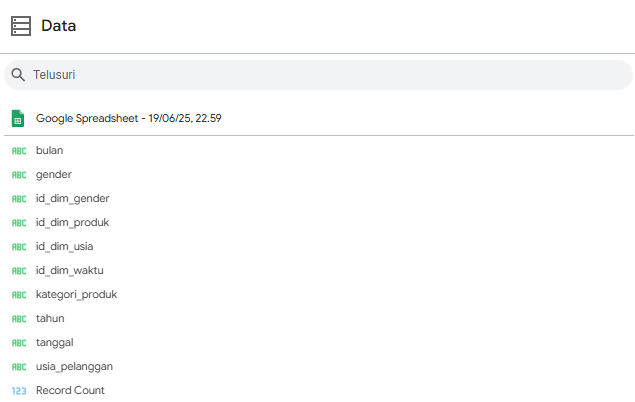 Data
Telusuri
Google Spreadsheet - 19/06/25, 22.59
ABC bulan
ABC gender
ABC id_dim_gender
ABC id_dim_produk
ABC id_dim_usia
ABC id_dim_waktu
ABC kategori_produk
ABC tahun
ABC tanggal
ABC usia_pelanggan
123 Record Count